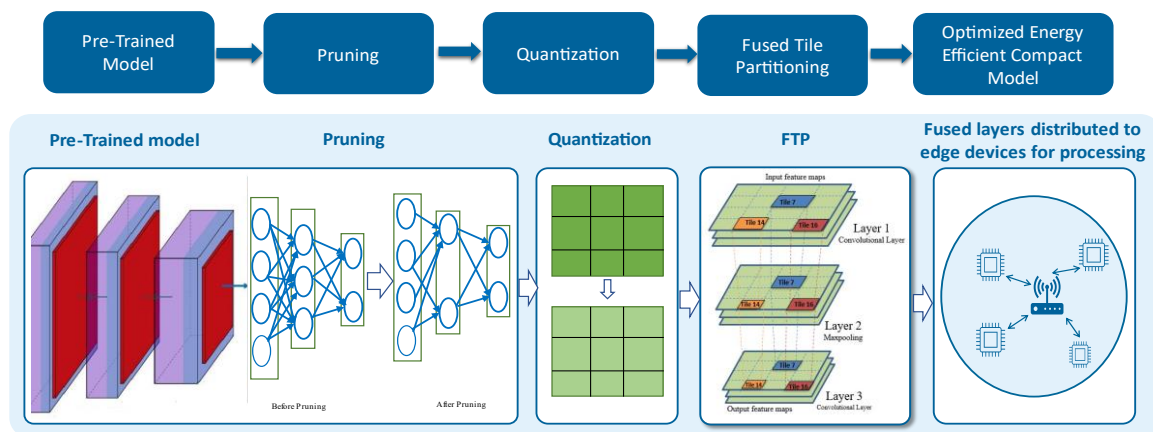 Pre-Trained
Model
Pruning
Quantization
Fused Tile
Partitioning
Optimized Energy
Efficient Compact
Model
Pre-Trained model
Pruning
Quantization
FTP
Fused layers distributed to
edge devices for processing
Before Pruning
After Pruning
Input feature maps
Tile 7
Tile 14
Tile 16
Layer 1
Convolutional Layer
Tile 7
Tile 14
Tile 16
Layer 2
Maxpooling
Tile 7
Tile 14
Tile 16
Layer 3
Output feature maps
Convolutional Layer